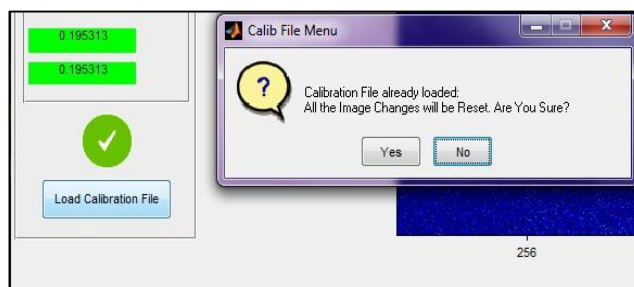 0.195313
0.195313
Load Calibration File
Calib File Menu
?
Calibration File already loaded:
All the Image Changes will be Reset. Are You Sure?
Yes
No
256